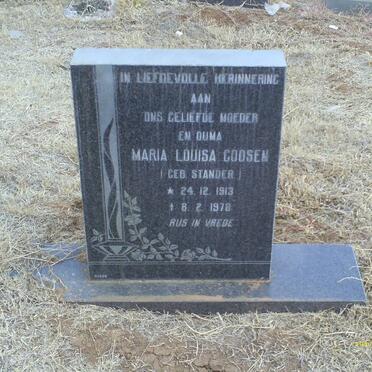 IN LIEFDEVOLLE HERINNERING
AAN
ONS GELIEFDE MOEDER
EN OUMA
MARIA LOUISA GOOSEN
(GEB. STANDER)
* 24. 12. 1913
† 8. 2. 1978
RUS IN VREDE